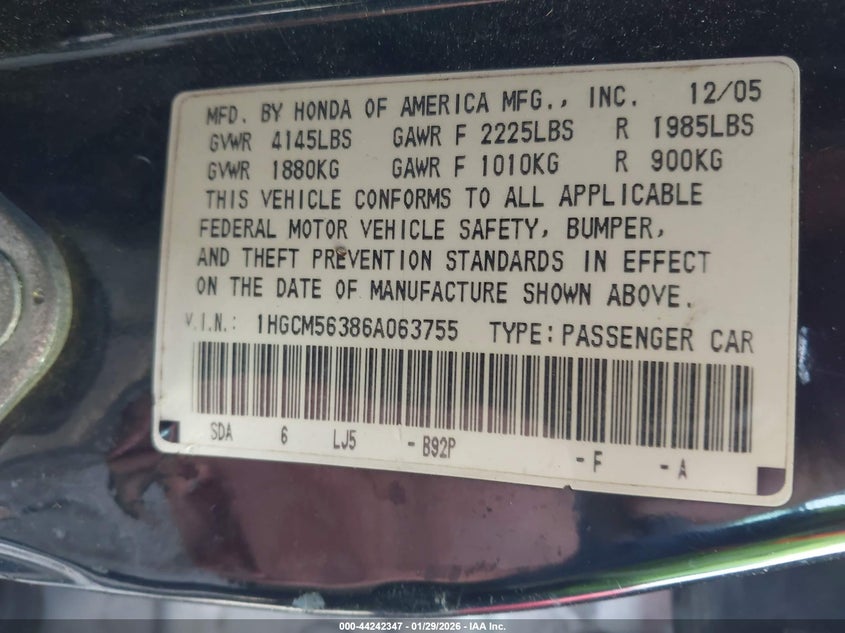 MFD. BY HONDA OF AMERICA MFG., INC. 12/05
GVWR 4145LBS GAWR F 2225LBS R 1985LBS
GVWR 1880KG GAWR F 1010KG R 900KG
THIS VEHICLE CONFORMS TO ALL APPLICABLE
FEDERAL MOTOR VEHICLE SAFETY, BUMPER,
AND THEFT PREVENTION STANDARDS IN EFFECT
ON THE DATE OF MANUFACTURE SHOWN ABOVE.
V.I.N.: 1HGCM56386A063755 TYPE: PASSENGER CAR
SDA 6 LJ5 - B92P - F - A
000-44242347 - 01/29/2026 - IAA Inc.